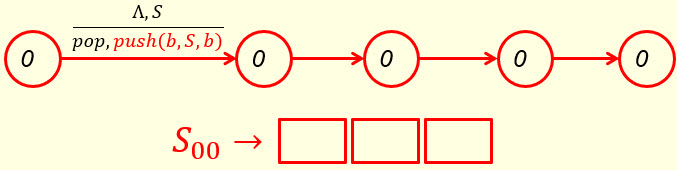 Λ, S
pop, push(b, S, b)
0 0 0 0 0
S₀₀ →